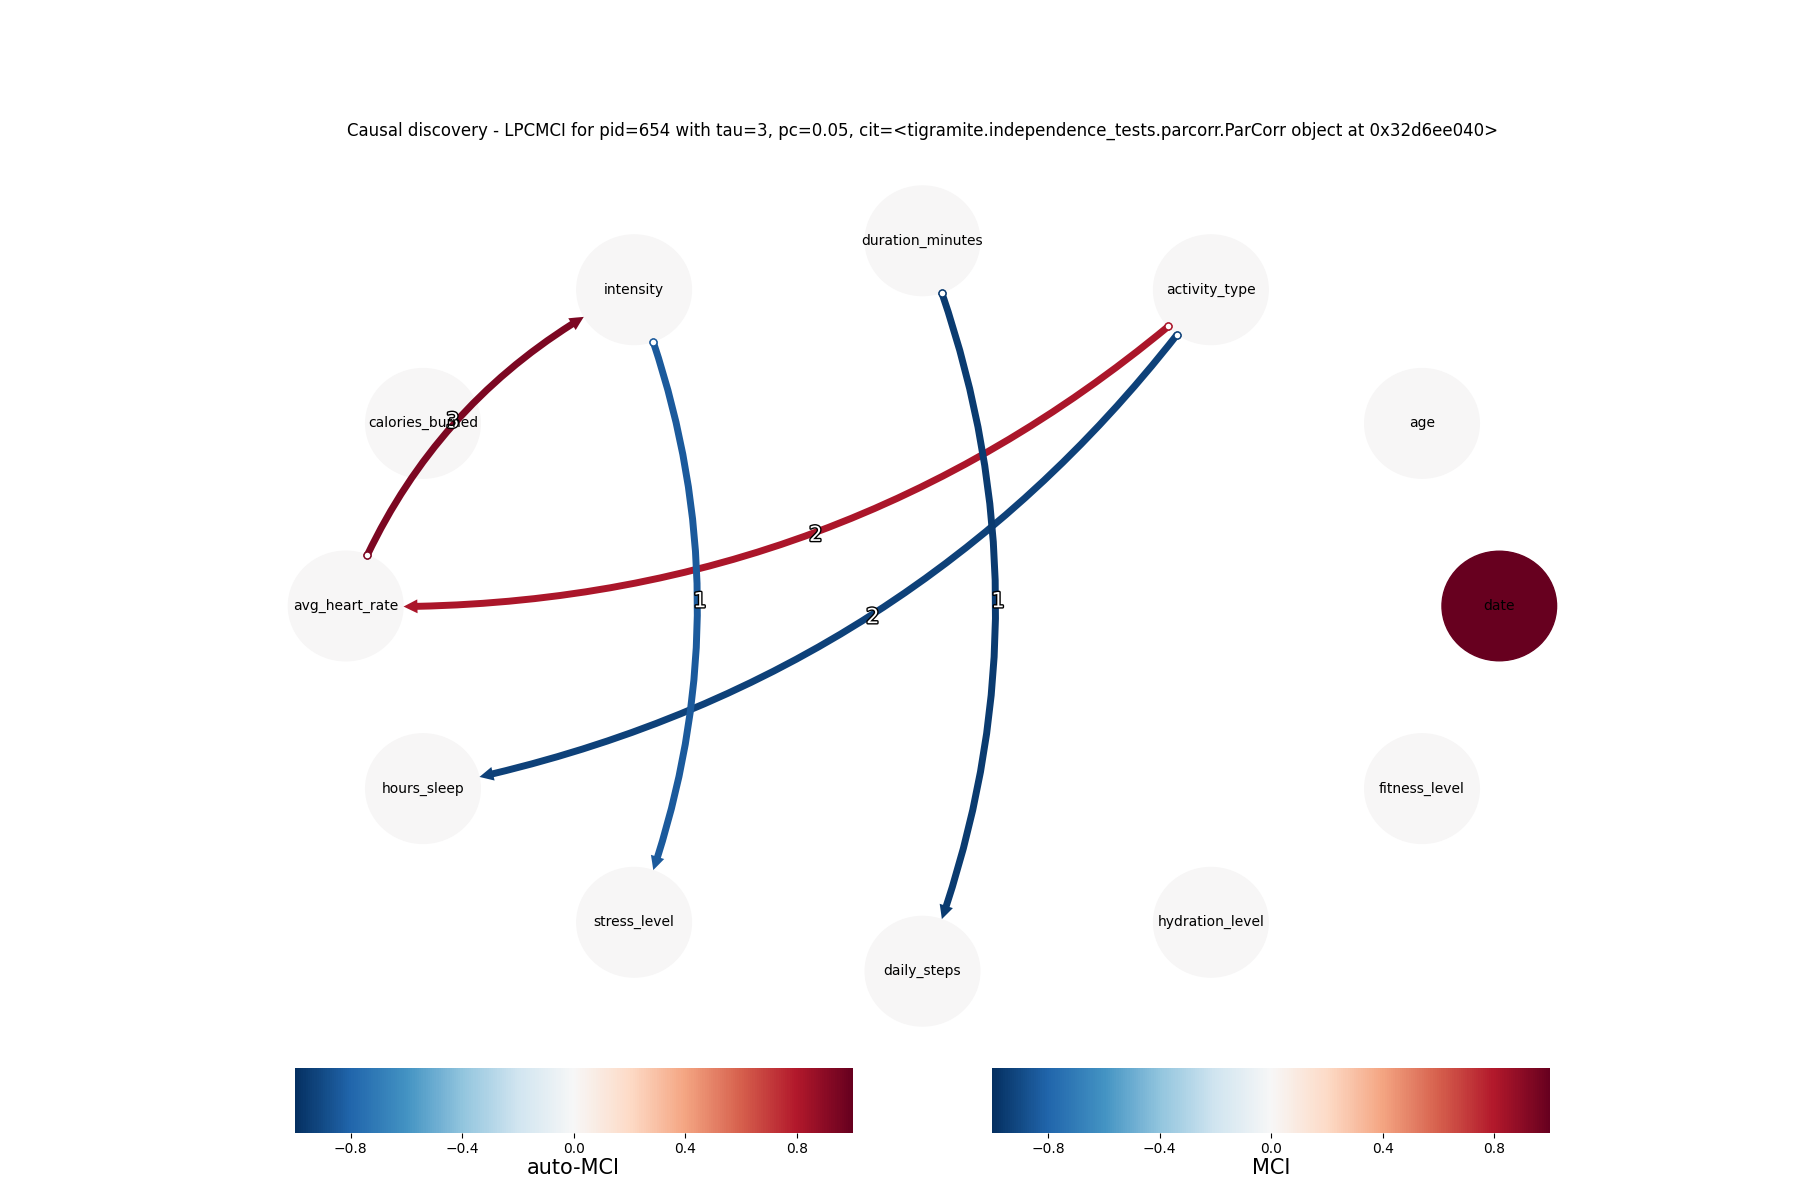 Causal discovery - LPCMCI for pid=654 with tau=3, pc=0.05, cit=<tigramite.independence_tests.parcorr.ParCorr object at 0x32d6ee040>
duration_minutes
intensity
activity_type
3
calories_burned
age
2
1
1
2
avg_heart_rate
date
hours_sleep
fitness_level
stress_level
hydration_level
daily_steps
−0.8 −0.4 0.0 0.4 0.8
auto-MCI
−0.8 −0.4 0.0 0.4 0.8
MCI